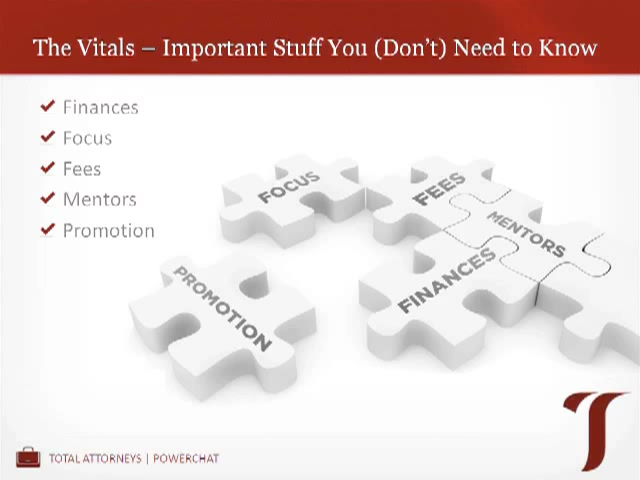 The Vitals – Important Stuff You (Don't) Need to Know
Finances
Focus
Fees
Mentors
Promotion
FOCUS
FEES
MENTORS
FINANCES
PROMOTION
TOTAL ATTORNEYS | POWERCHAT